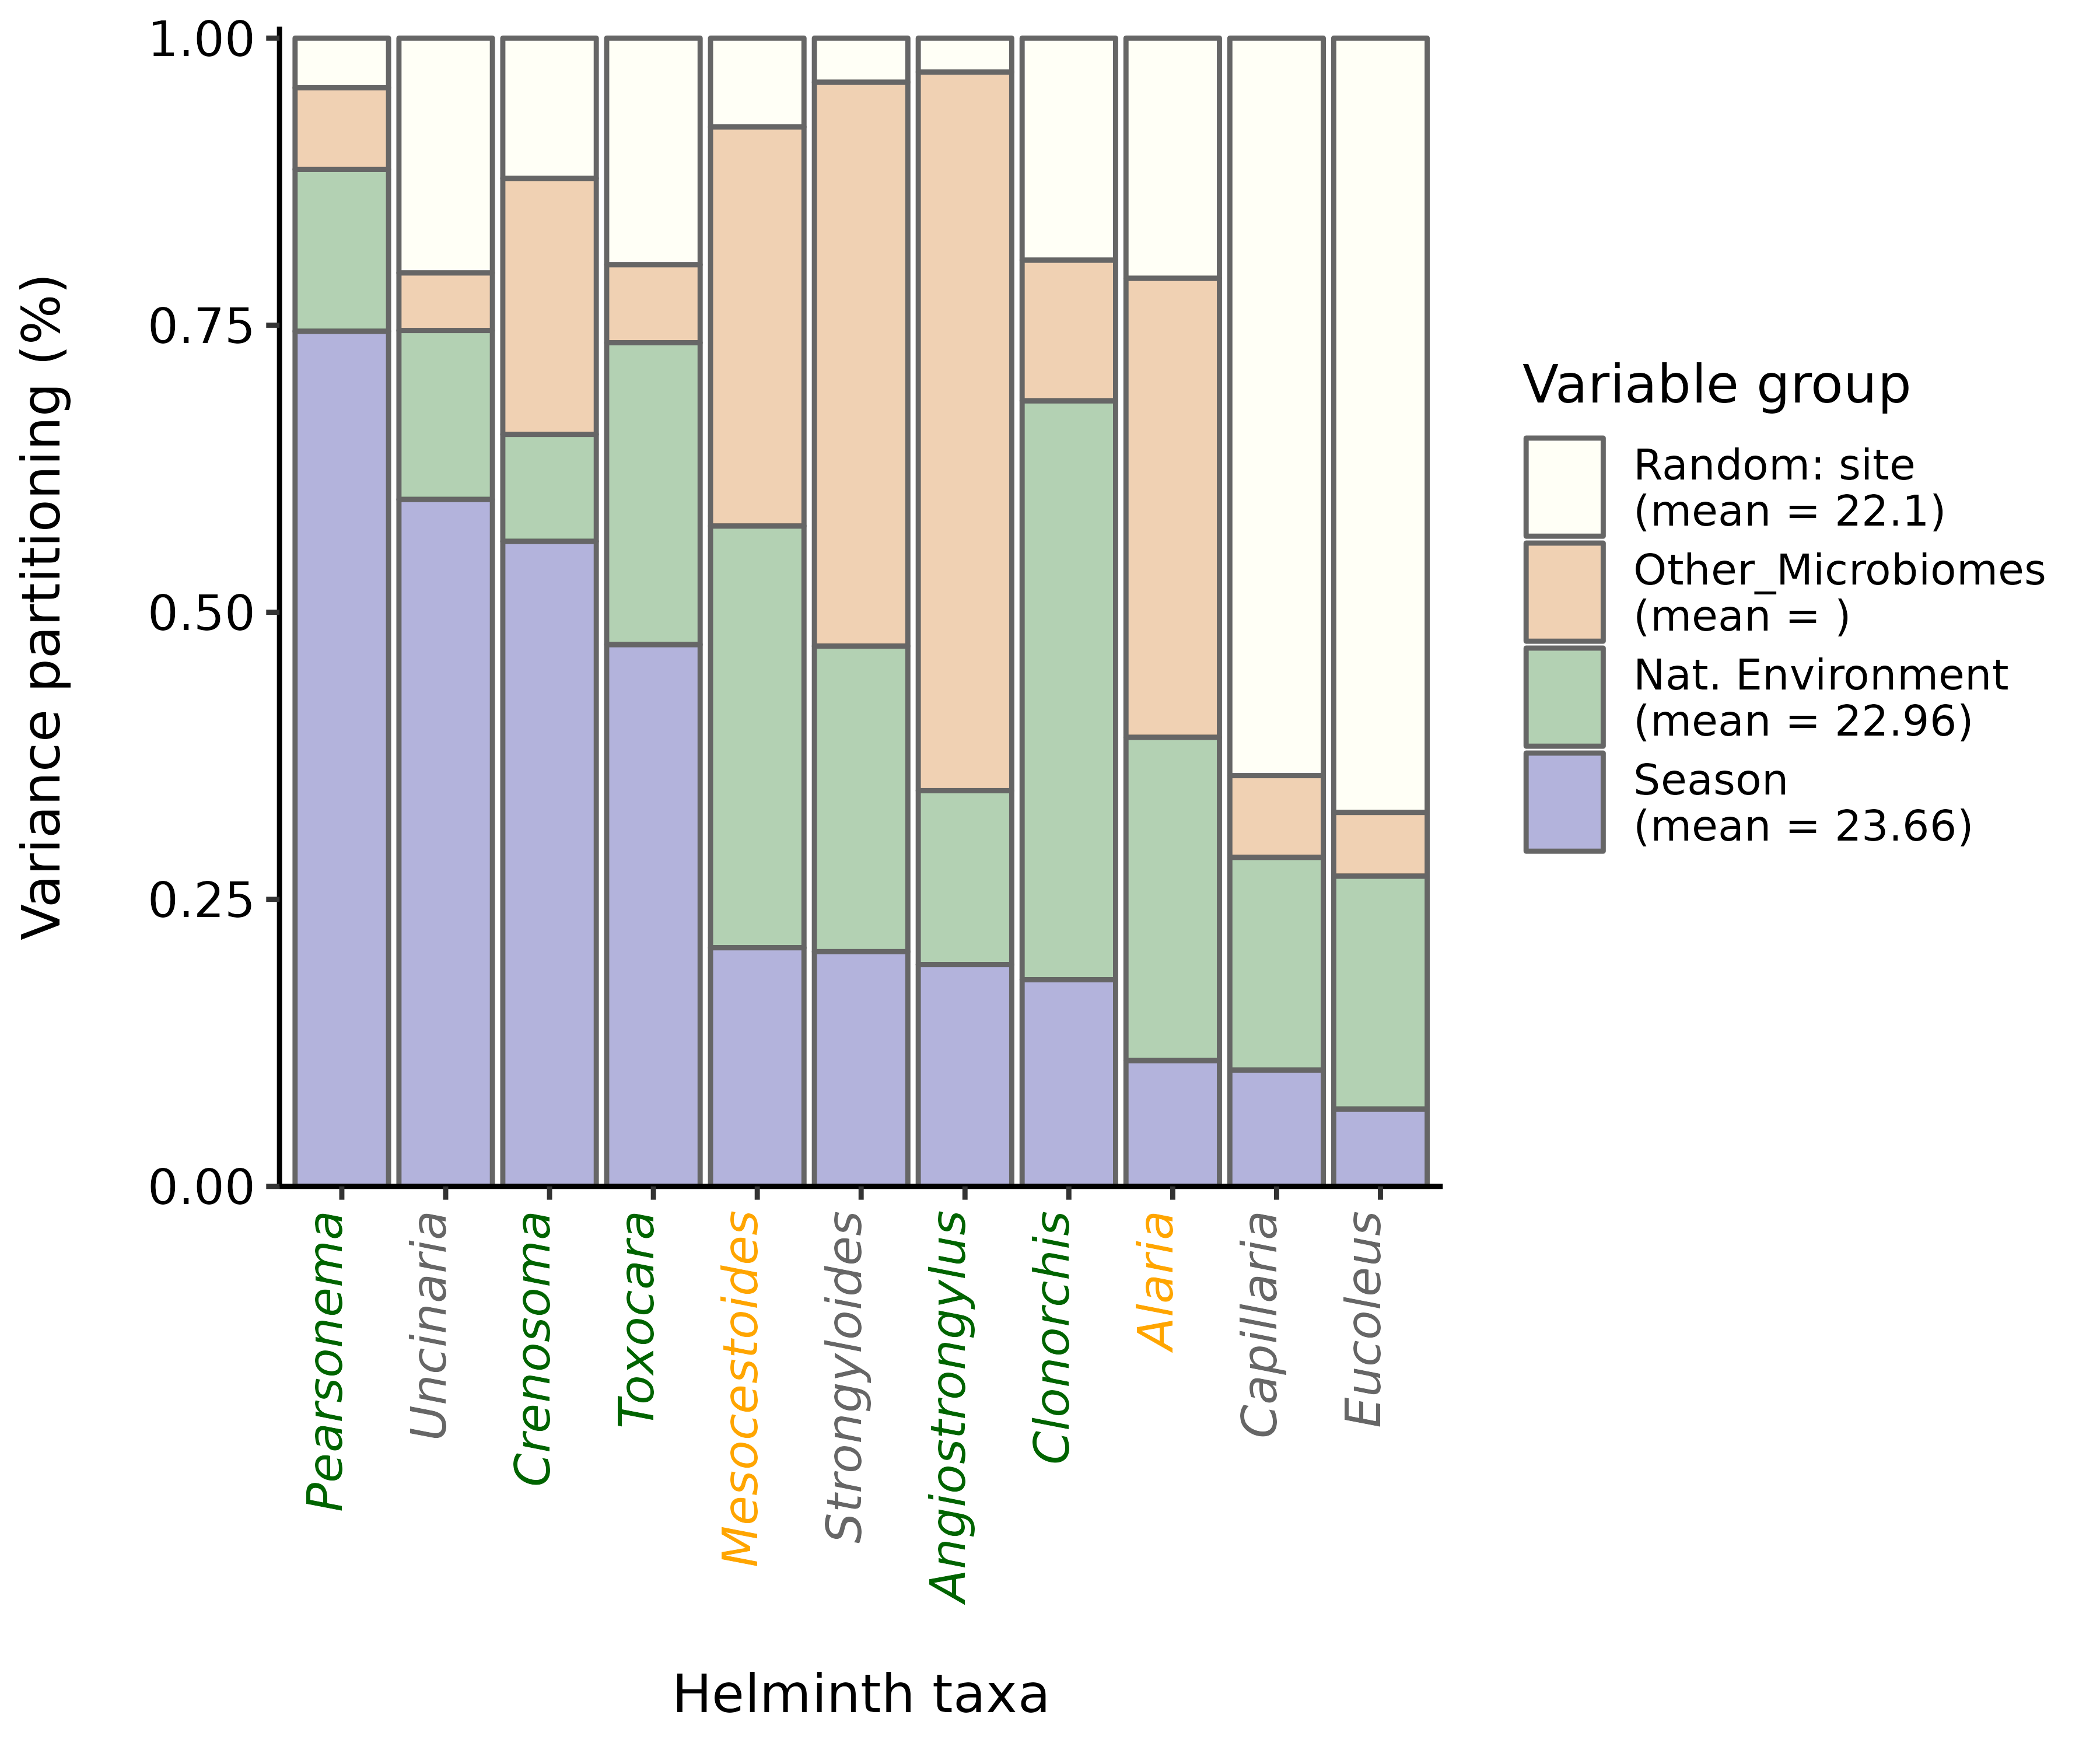 1.00
0.75
0.50
0.25
0.00
Variance partitioning (%)
Pearsonema
Uncinaria
Crenosoma
Toxocara
Mesocestoides
Strongyloides
Angiostrongylus
Clonorchis
Alaria
Capillaria
Eucoleus
Helminth taxa
Variable group
Random: site
(mean = 22.1)
Other_Microbiomes
(mean = )
Nat. Environment
(mean = 22.96)
Season
(mean = 23.66)